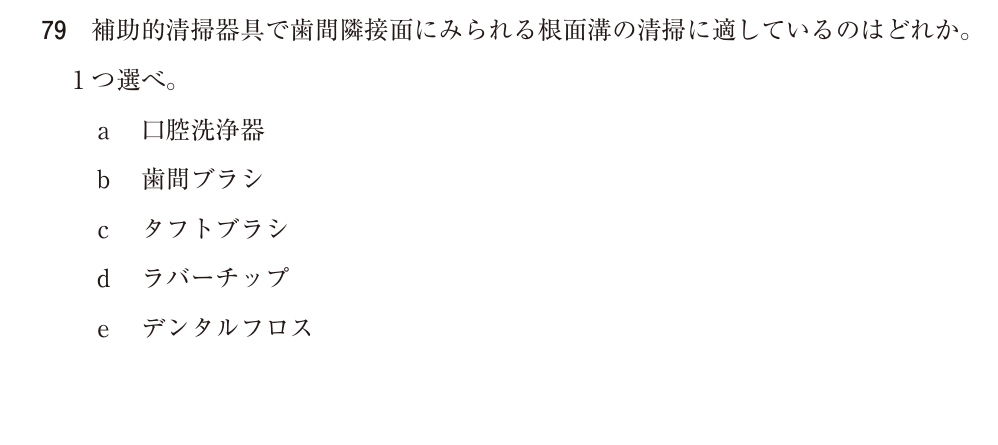 79 補助的清掃器具で歯間隣接面にみられる根面溝の清掃に適しているのはどれか。
1つ選べ。
a 口腔洗浄器
b 歯間ブラシ
c タフトブラシ
d ラバーチップ
e デンタルフロス